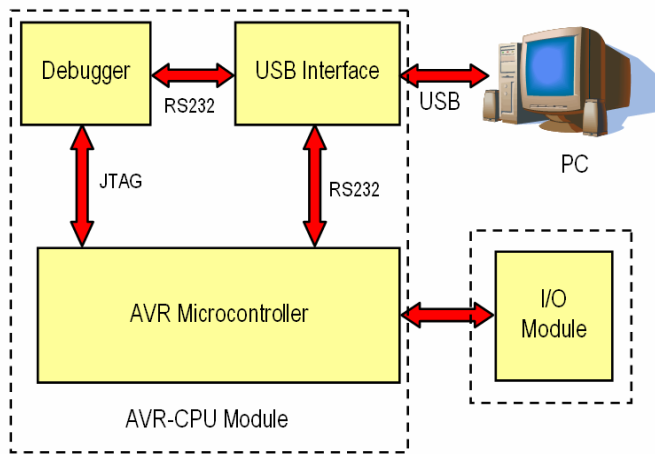 Debugger
RS232
USB Interface
USB
PC
JTAG
RS232
AVR Microcontroller
I/O
Module
AVR-CPU Module